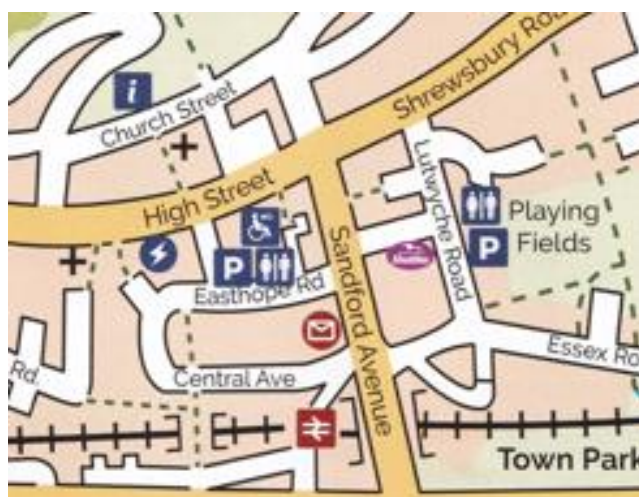 Shrewsbury Ro
i
Church Street
High Street
Lutwyche Road
Playing
Fields
P
P
Sandford Avenue
Easthope Rd
Essex Ro
Rd.
Central Ave
Town Park